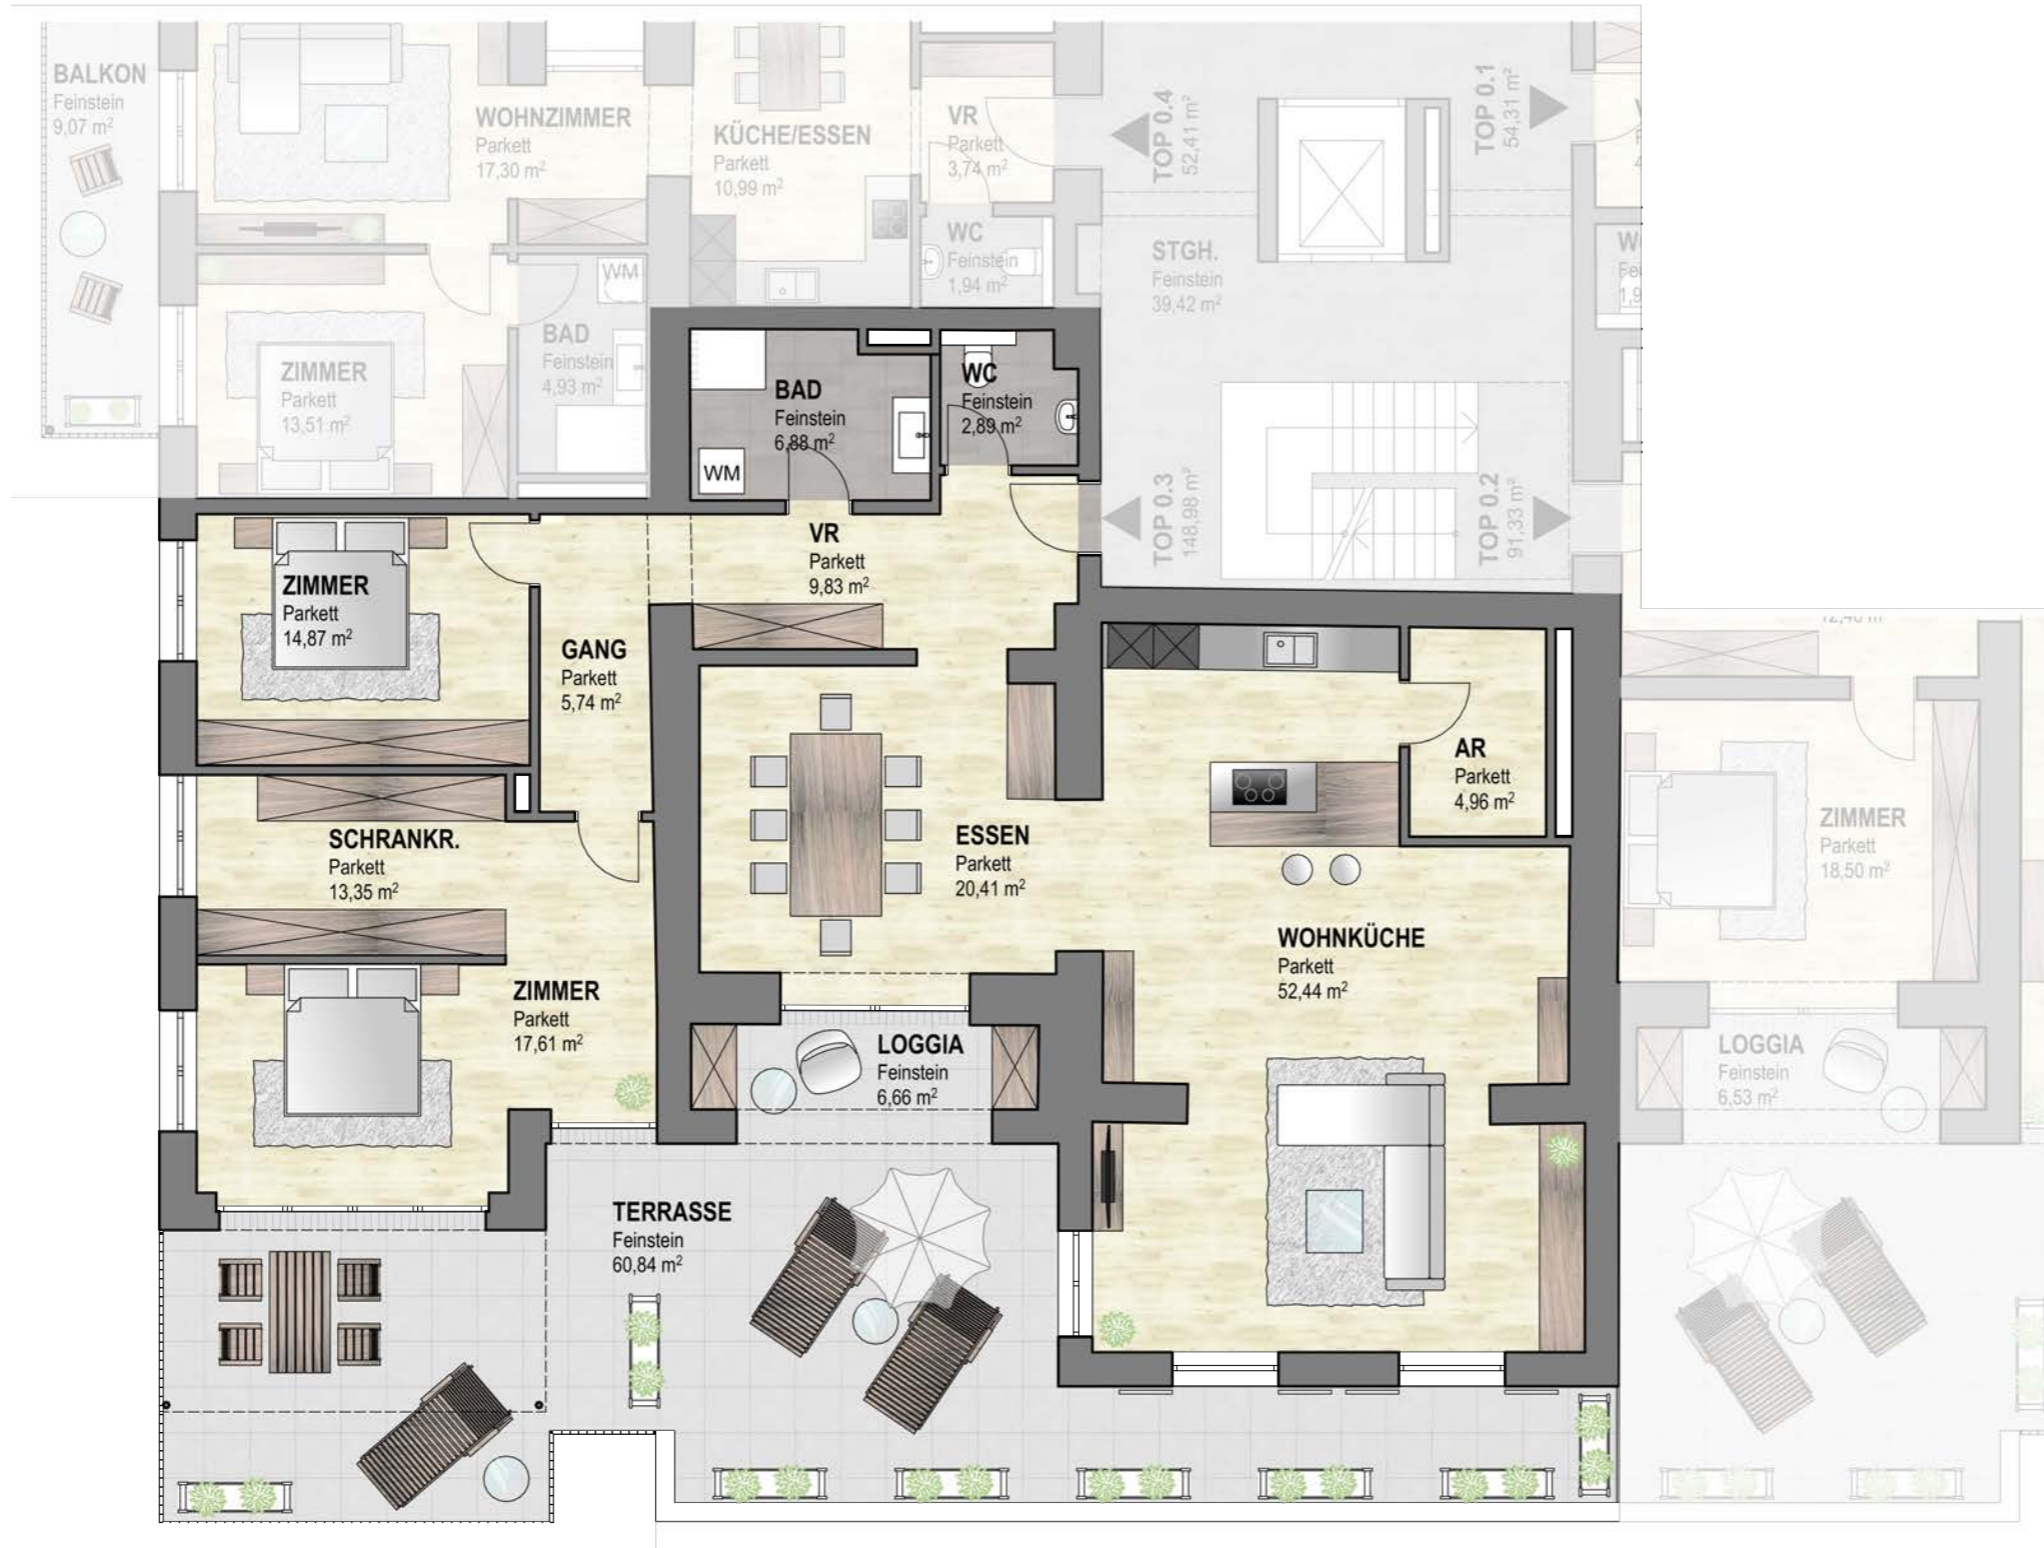 BALKON
Feinstein
9,07 m²
WOHNZIMMER
Parkett
17,30 m²
KÜCHE/ESSEN
Parkett
10,99 m²
VR
Parkett
3,74 m²
WC
Feinstein
1,94 m²
TOP 0.4
52,41 m²
TOP 0.1
54,31 m²
STGH.
Feinstein
39,42 m²
ZIMMER
Parkett
13,51 m²
WM
BAD
Feinstein
4,93 m²
BAD
Feinstein
6,88 m²
WM
WC
Feinstein
2,89 m²
TOP 0.3
148,98 m²
TOP 0.2
91,33 m²
VR
Parkett
9,83 m²
ZIMMER
Parkett
14,87 m²
GANG
Parkett
5,74 m²
AR
Parkett
4,96 m²
SCHRANKR.
Parkett
13,35 m²
ESSEN
Parkett
20,41 m²
ZIMMER
Parkett
18,50 m²
WOHNKÜCHE
Parkett
52,44 m²
ZIMMER
Parkett
17,61 m²
LOGGIA
Feinstein
6,66 m²
LOGGIA
Feinstein
6,53 m²
TERRASSE
Feinstein
60,84 m²